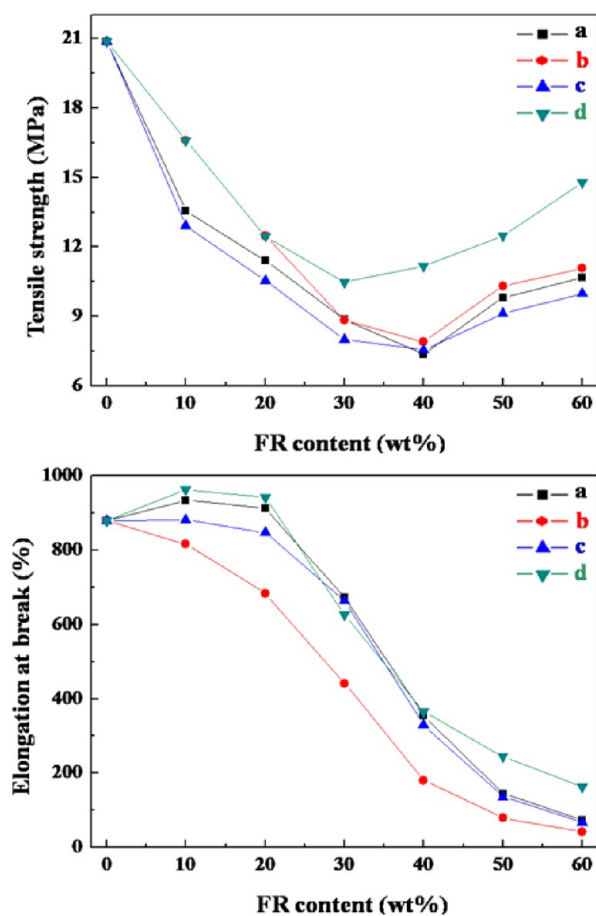 21
18
15
12
9
6
Tensile strength (MPa)
a
b
c
d
0 10 20 30 40 50 60
FR content (wt%)
1000
800
600
400
200
0
Elongation at break (%)
a
b
c
d
0 10 20 30 40 50 60
FR content (wt%)